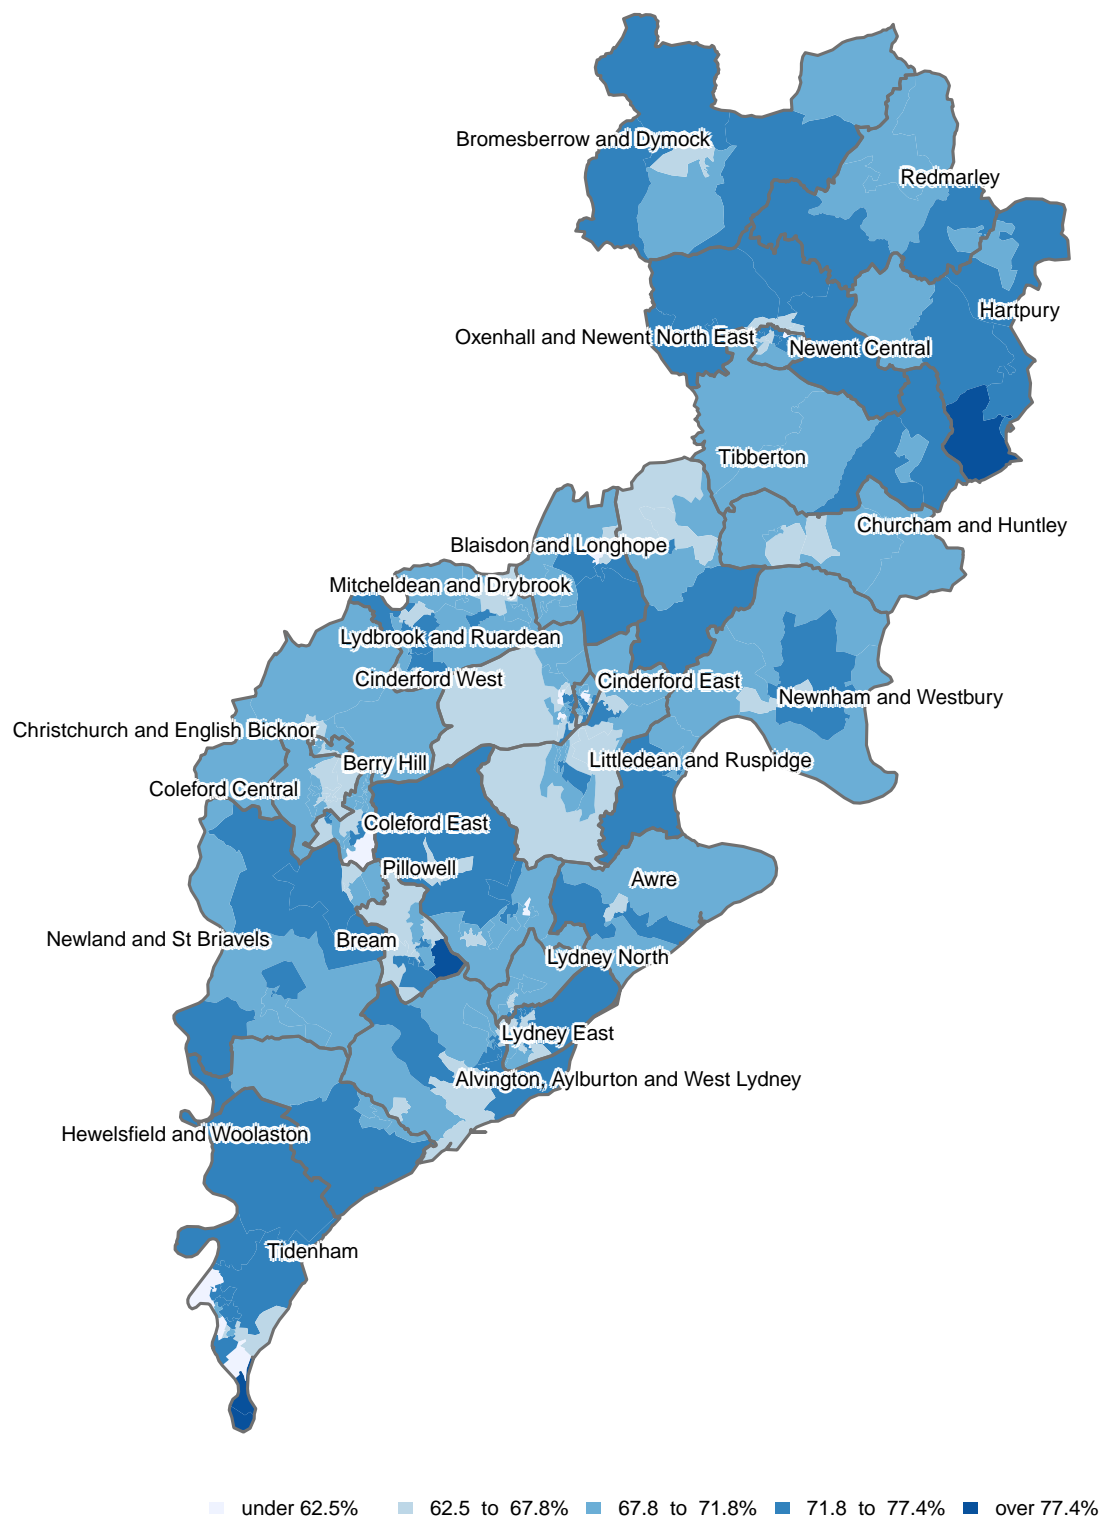 Bromesberrow and Dymock
Redmarley
Hartpury
Oxenhall and Newent North East
Newent Central
Tibberton
Churcham and Huntley
Blaisdon and Longhope
Mitcheldean and Drybrook
Lydbrook and Ruardean
Cinderford West
Cinderford East
Newnham and Westbury
Christchurch and English Bicknor
Berry Hill
Littledean and Ruspidge
Coleford Central
Coleford East
Pillowell
Awre
Newland and St Briavels
Bream
Lydney North
Lydney East
Alvington, Aylburton and West Lydney
Hewelsfield and Woolaston
Tidenham
under 62.5% 62.5 to 67.8% 67.8 to 71.8% 71.8 to 77.4% over 77.4%